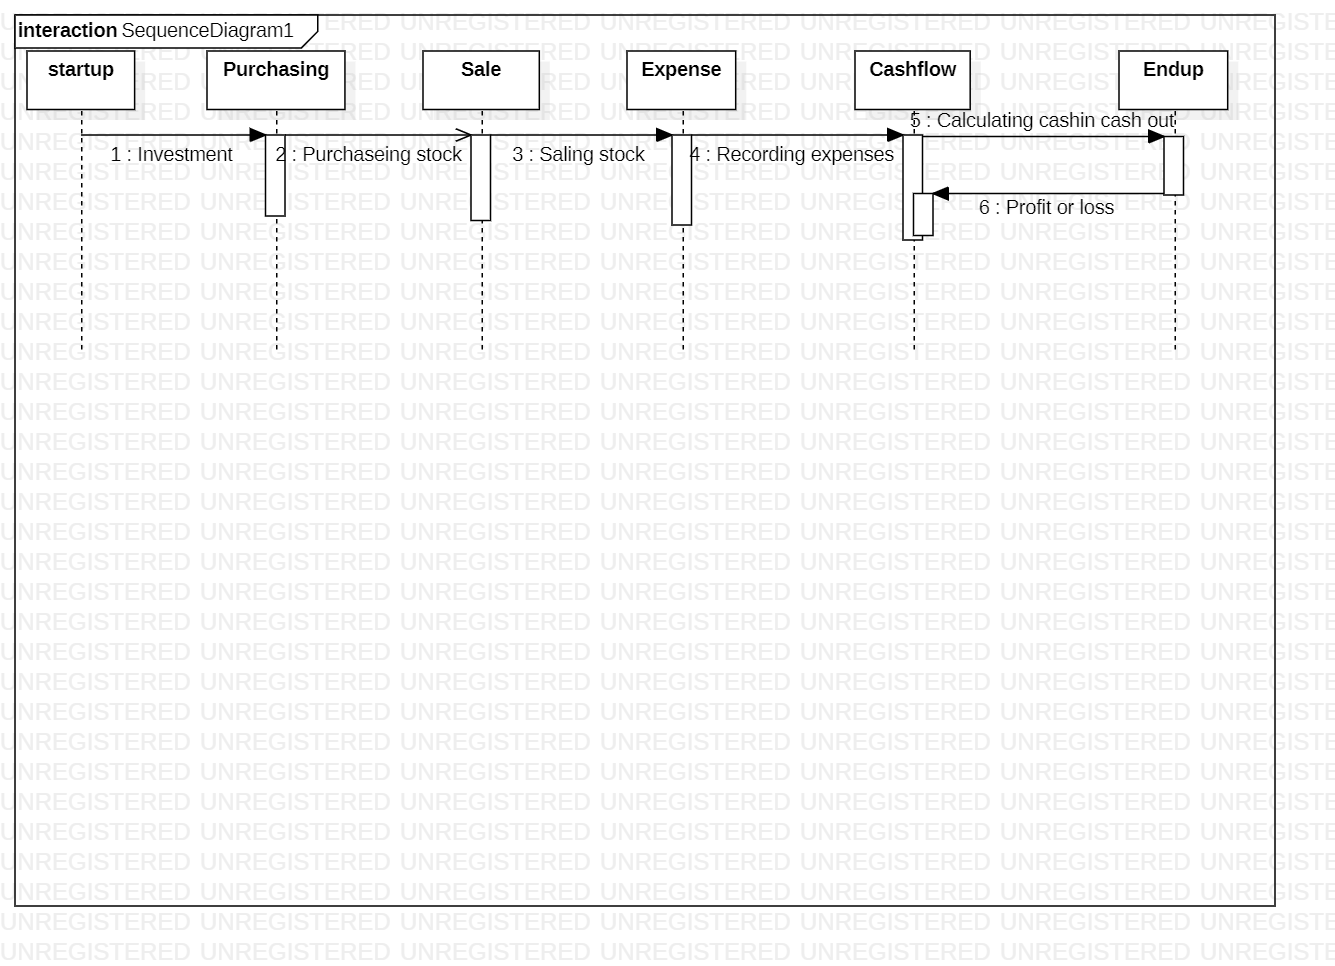 interaction SequenceDiagram1
startup
Purchasing
Sale
Expense
Cashflow
Endup
5 : Calculating cashin cash out
1 : Investment
2 : Purchaseing stock
3 : Saling stock
4 : Recording expenses
6 : Profit or loss
UNREGISTERED